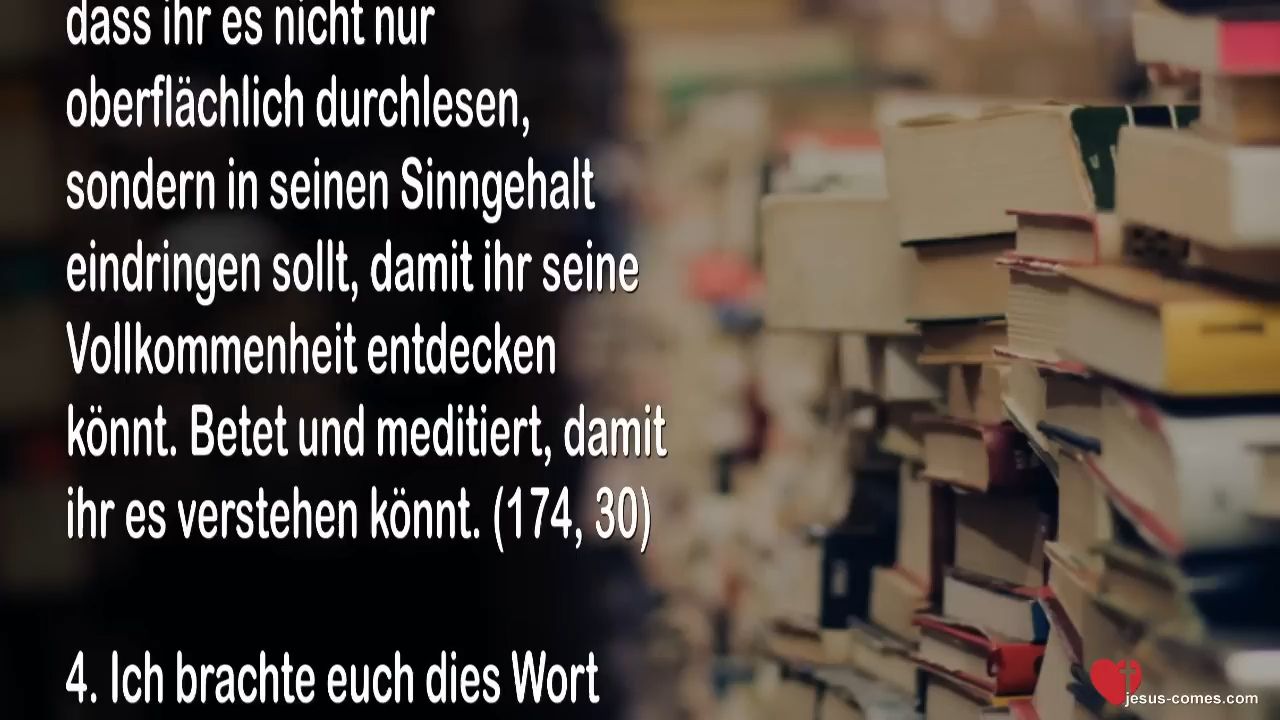 dass ihr es nicht nur
oberflächlich durchlesen,
sondern in seinen Sinngehalt
eindringen sollt, damit ihr seine
Vollkommenheit entdecken
könnt. Betet und meditiert, damit
ihr es verstehen könnt. (174, 30)
4. Ich brachte euch dies Wort
jesus-comes.com